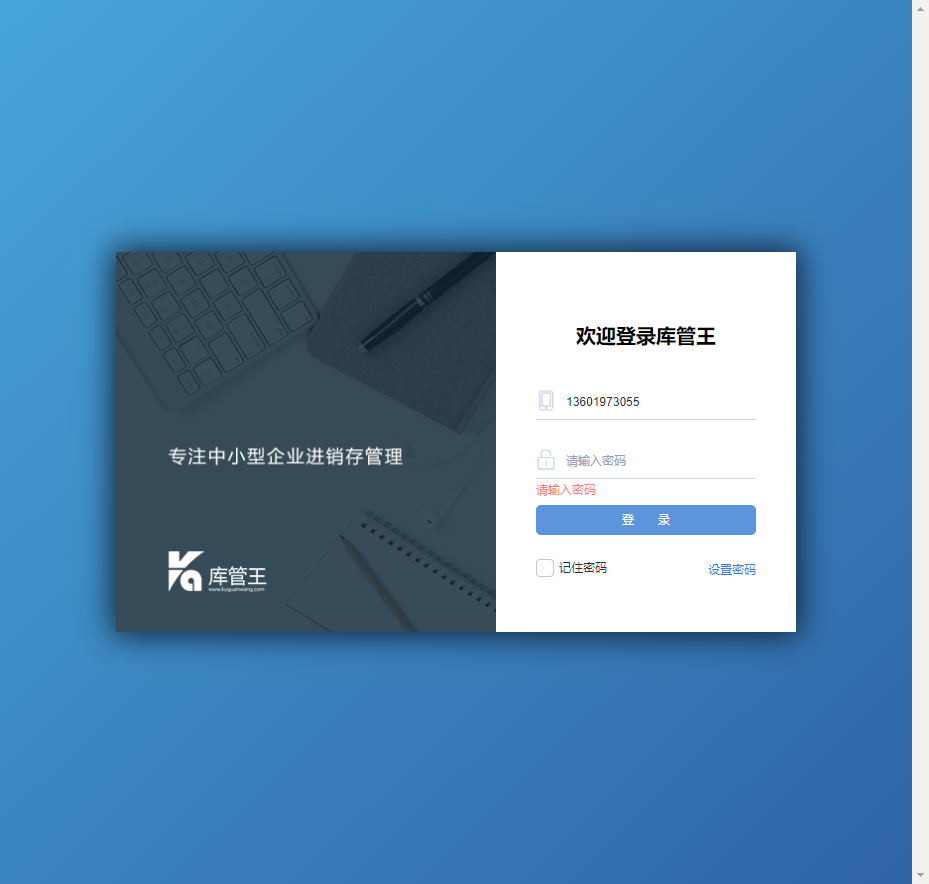 欢迎登录库管王
13601973055
专注中小型企业进销存管理
请输入密码
请输入密码
登 录
记住密码
设置密码
库管王
www.kuguanwang.com